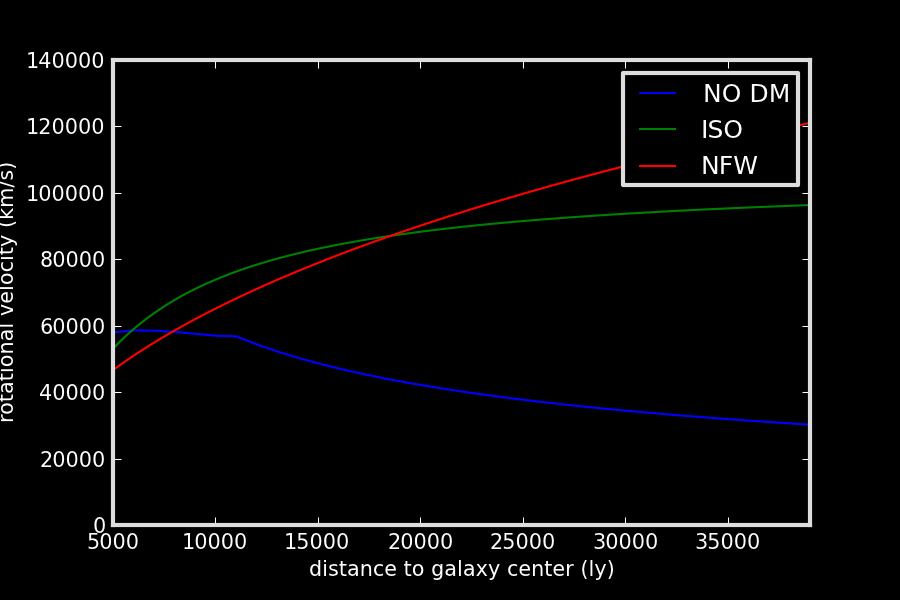 140000
120000
100000
80000
60000
40000
20000
0
rotational velocity (km/s)
NO DM
ISO
NFW
5000 10000 15000 20000 25000 30000 35000
distance to galaxy center (ly)